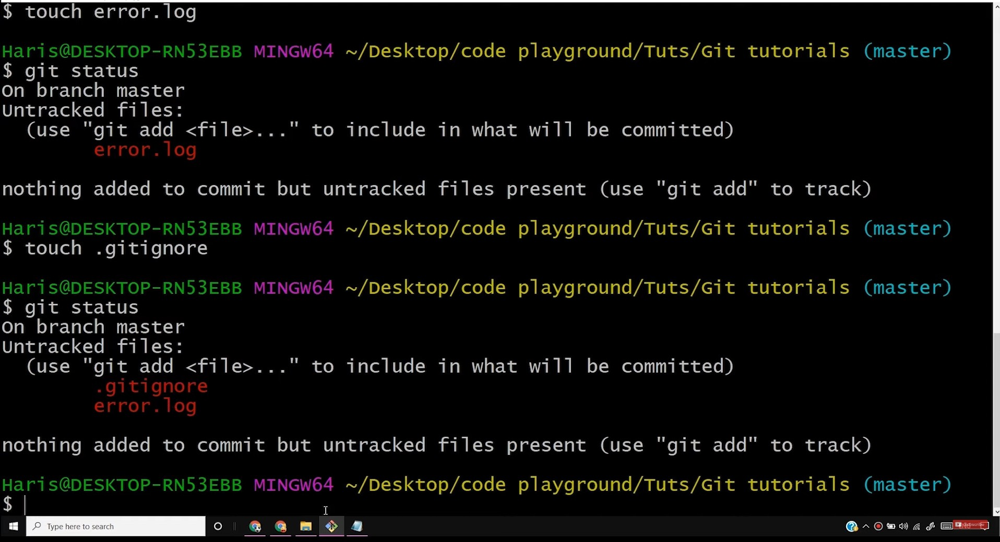 $ touch error.log
Haris@DESKTOP-RN53EBB MINGW64 ~/Desktop/code playground/Tuts/Git tutorials (master)
$ git status
On branch master
Untracked files:
  (use "git add <file>..." to include in what will be committed)
        error.log
nothing added to commit but untracked files present (use "git add" to track)
Haris@DESKTOP-RN53EBB MINGW64 ~/Desktop/code playground/Tuts/Git tutorials (master)
$ touch .gitignore
Haris@DESKTOP-RN53EBB MINGW64 ~/Desktop/code playground/Tuts/Git tutorials (master)
$ git status
On branch master
Untracked files:
  (use "git add <file>..." to include in what will be committed)
        .gitignore
        error.log
nothing added to commit but untracked files present (use "git add" to track)
Haris@DESKTOP-RN53EBB MINGW64 ~/Desktop/code playground/Tuts/Git tutorials (master)
$
Type here to search
Subscribe